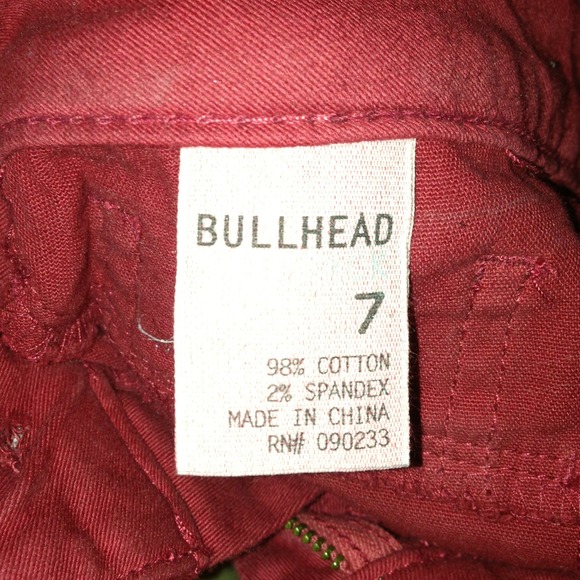 BULLHEAD
7
98% COTTON
2% SPANDEX
MADE IN CHINA
RN# 090233